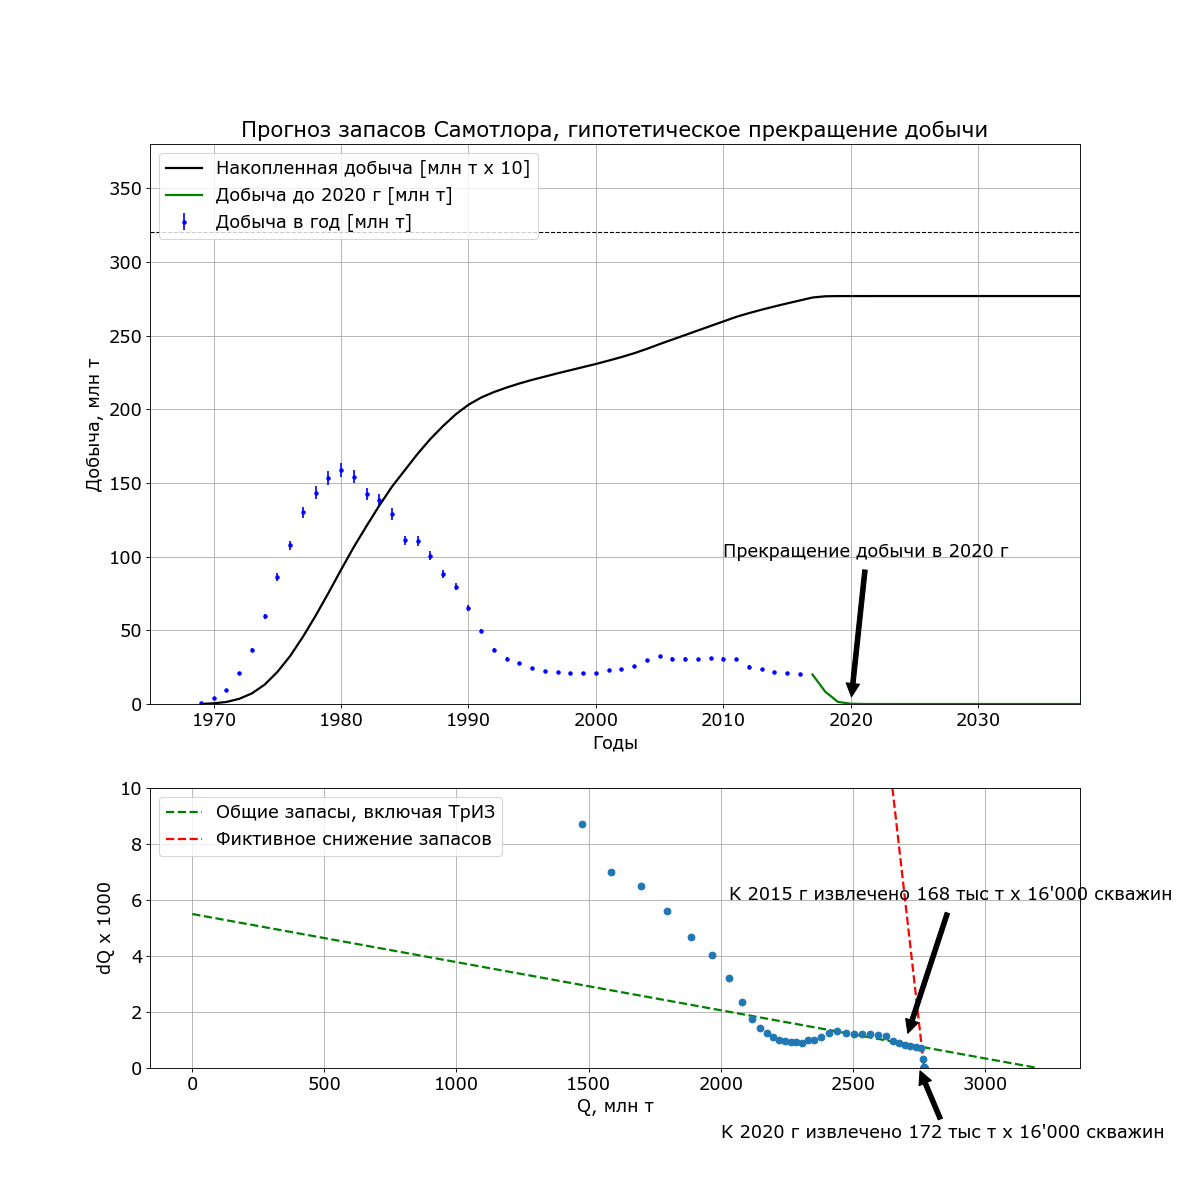 Прогноз запасов Самотлора, гипотетическое прекращение добычи
Накопленная добыча [млн т x 10]
Добыча до 2020 г [млн т]
Добыча в год [млн т]
350
300
250
200
150
100
50
0
Добыча, млн т
Прекращение добычи в 2020 г
1970 1980 1990 2000 2010 2020 2030
Годы
Общие запасы, включая ТрИЗ
Фиктивное снижение запасов
10
8
6
4
2
0
dQ x 1000
К 2015 г извлечено 168 тыс т x 16'000 скважин
0 500 1000 1500 2000 2500 3000
Q, млн т
К 2020 г извлечено 172 тыс т x 16'000 скважин